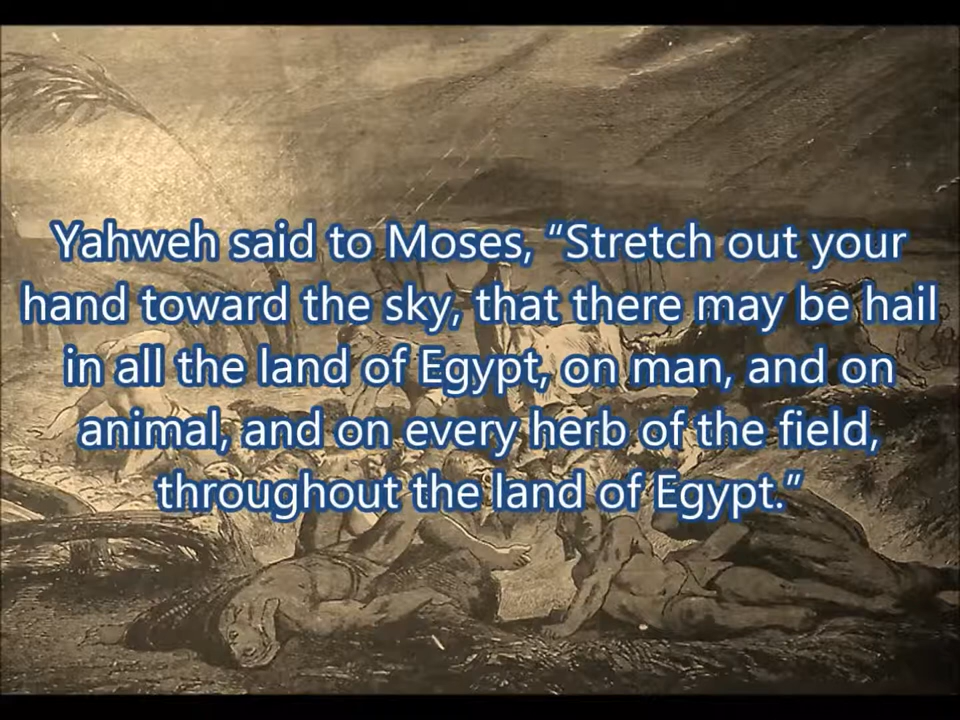 Yahweh said to Moses, “Stretch out your
hand toward the sky, that there may be hail
in all the land of Egypt, on man, and on
animal, and on every herb of the field,
throughout the land of Egypt.”